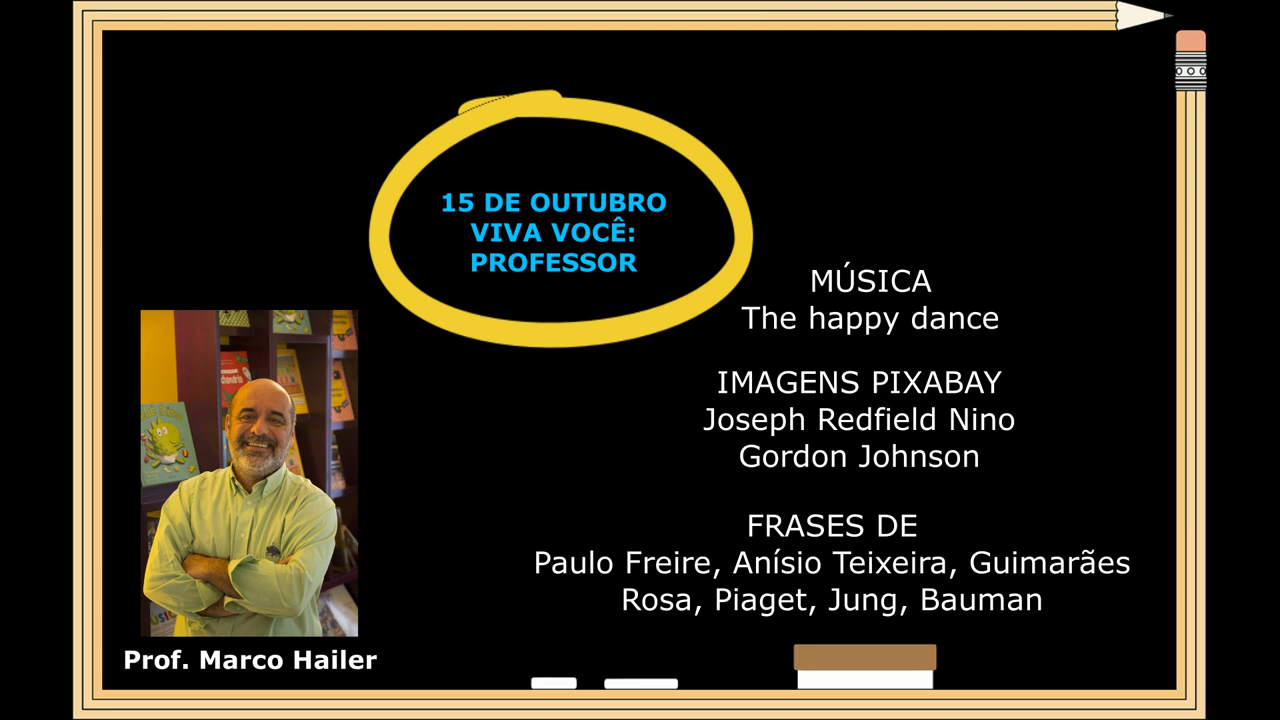 15 DE OUTUBRO
VIVA VOCÊ:
PROFESSOR
MÚSICA
The happy dance
IMAGENS PIXABAY
Joseph Redfield Nino
Gordon Johnson
FRASES DE
Paulo Freire, Anísio Teixeira, Guimarães
Rosa, Piaget, Jung, Bauman
Prof. Marco Hailer